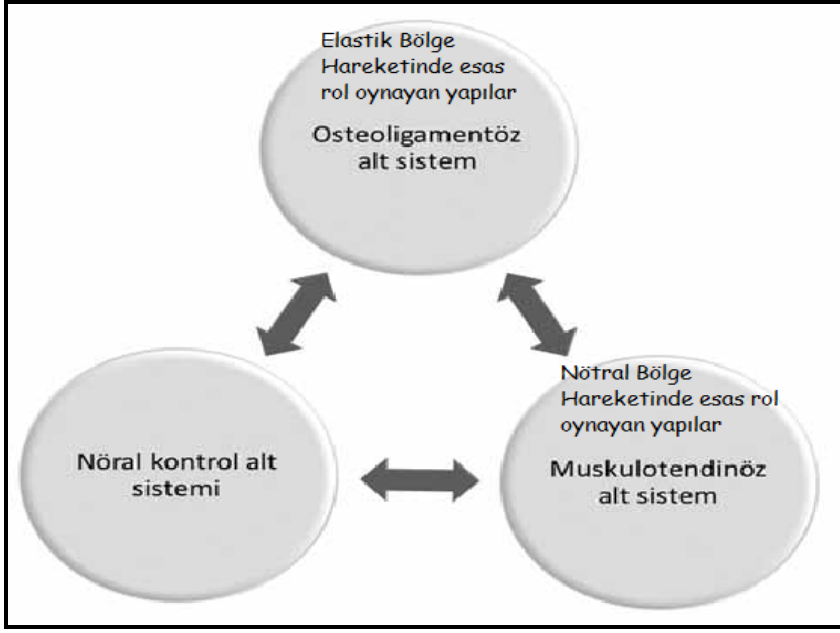 Elastik Bölge
Hareketinde esas
rol oynayan yapılar
Osteoligamentöz
alt sistem
Nöral kontrol alt
sistemi
Nötral Bölge
Hareketinde esas rol
oynayan yapılar
Muskulotendinöz
alt sistem